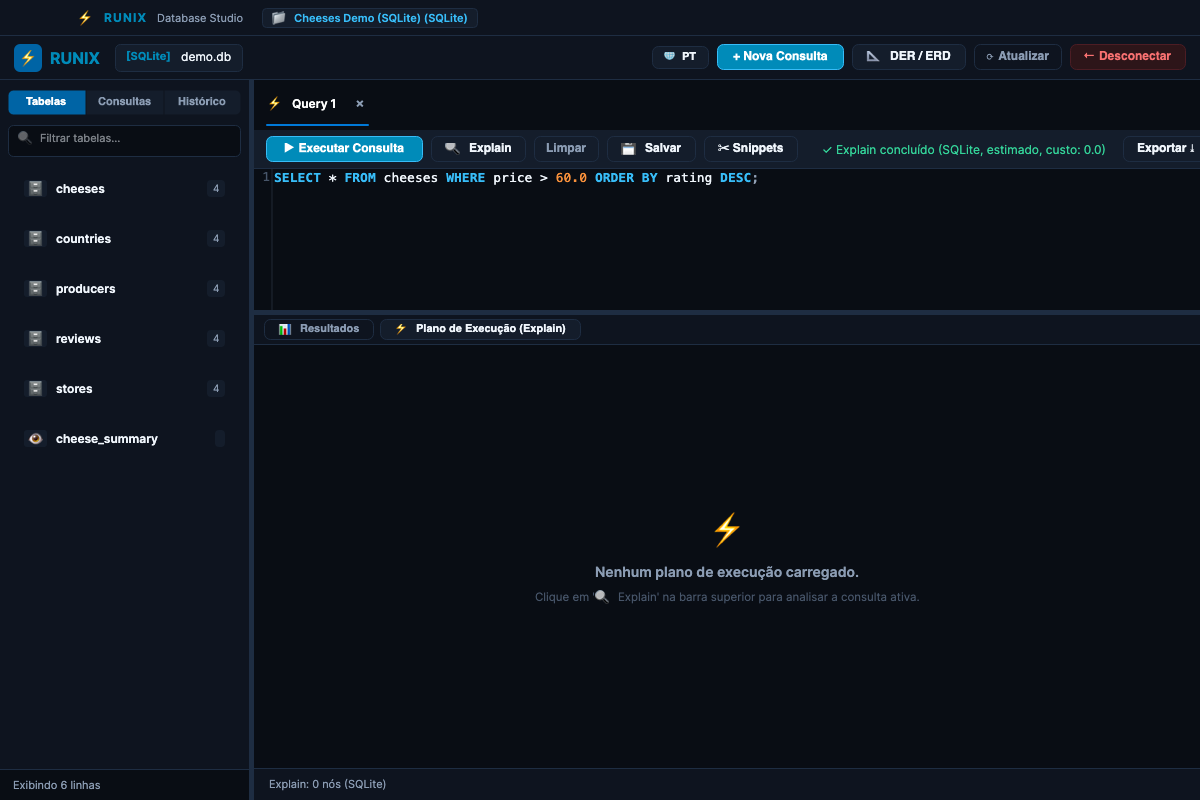 RUNIX Database Studio Cheeses Demo (SQLite) (SQLite)
RUNIX [SQLite] demo.db PT + Nova Consulta DER / ERD Atualizar ← Desconectar
Tabelas Consultas Histórico
Filtrar tabelas...
cheeses 4
countries 4
producers 4
reviews 4
stores 4
cheese_summary
Exibindo 6 linhas
Query 1 ×
▶ Executar Consulta Explain Limpar Salvar ✂ Snippets ✓ Explain concluído (SQLite, estimado, custo: 0.0) Exportar ↓
1 SELECT * FROM cheeses WHERE price > 60.0 ORDER BY rating DESC;
Resultados Plano de Execução (Explain)
Nenhum plano de execução carregado.
Clique em '🔍 Explain' na barra superior para analisar a consulta ativa.
Explain: 0 nós (SQLite)